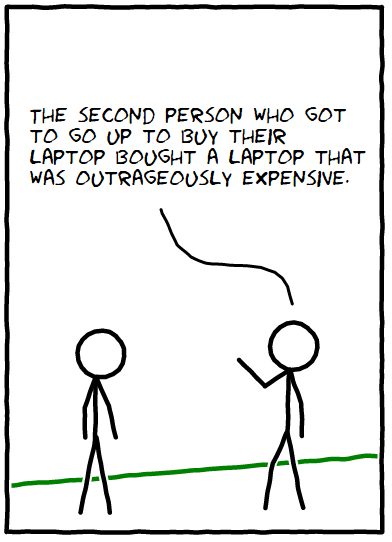 THE SECOND PERSON WHO GOT
TO GO UP TO BUY THEIR
LAPTOP BOUGHT A LAPTOP THAT
WAS OUTRAGEOUSLY EXPENSIVE.